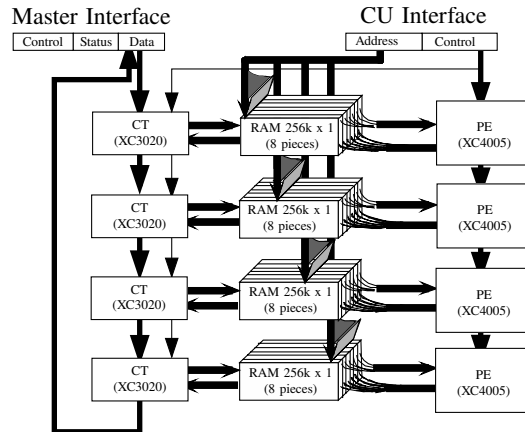 Master Interface CU Interface
Control Status Data Address Control
CT
(XC3020)
RAM 256k x 1
(8 pieces)
PE
(XC4005)
CT
(XC3020)
RAM 256k x 1
(8 pieces)
PE
(XC4005)
CT
(XC3020)
RAM 256k x 1
(8 pieces)
PE
(XC4005)
CT
(XC3020)
RAM 256k x 1
(8 pieces)
PE
(XC4005)